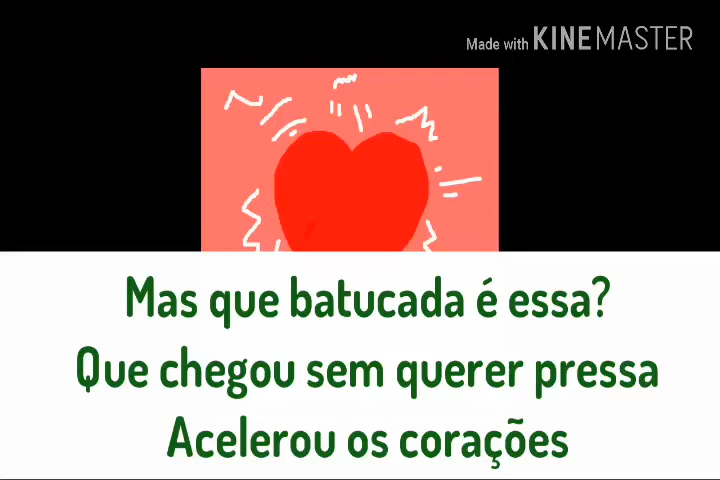 Made with KINEMASTER
Mas que batucada é essa?
Que chegou sem querer pressa
Acelerou os corações